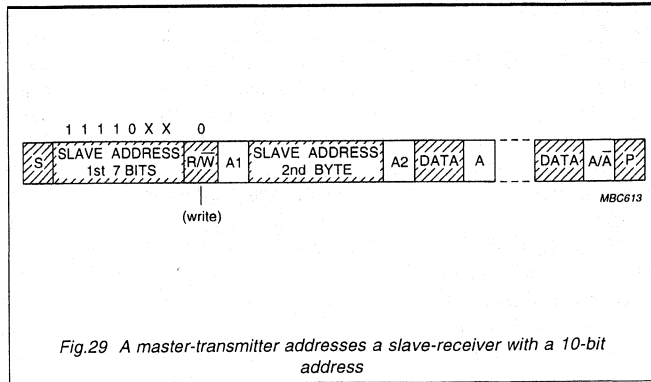 1 1 1 1 0 X X 0
S SLAVE ADDRESS 1st 7 BITS R/W̅ A1 SLAVE ADDRESS 2nd BYTE A2 DATA A DATA A/A̅ P
(write)
MBC613
Fig.29 A master-transmitter addresses a slave-receiver with a 10-bit
address